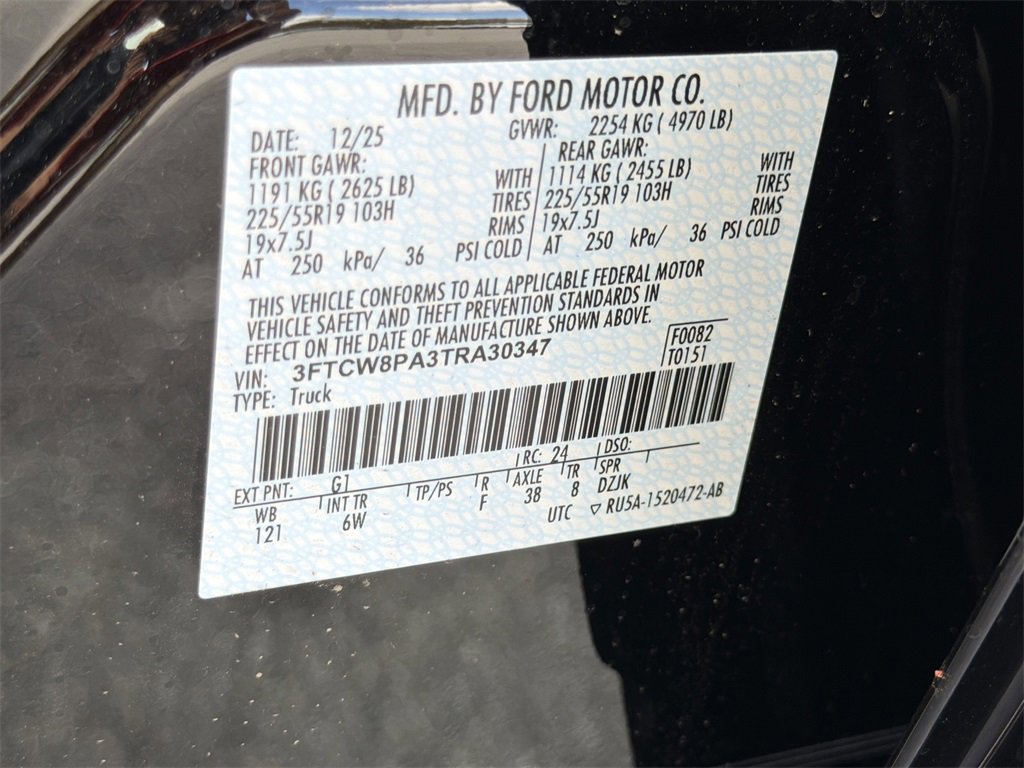 MFD. BY FORD MOTOR CO.
DATE: 12/25 GVWR: 2254 KG ( 4970 LB)
FRONT GAWR: REAR GAWR:
1191 KG ( 2625 LB) WITH 1114 KG ( 2455 LB) WITH
225/55R19 103H TIRES 225/55R19 103H TIRES
19x7.5J RIMS 19x7.5J RIMS
AT 250 kPa/ 36 PSI COLD AT 250 kPa/ 36 PSI COLD
THIS VEHICLE CONFORMS TO ALL APPLICABLE FEDERAL MOTOR
VEHICLE SAFETY AND THEFT PREVENTION STANDARDS IN
EFFECT ON THE DATE OF MANUFACTURE SHOWN ABOVE.
VIN: 3FTCW8PA3TRA30347 F0082
TYPE: Truck T0151
EXT PNT: G1 RC: 24 DSO:
WB INT TR TP/PS R AXLE TR SPR
121 6W F 38 8 DZJK
UTC ▽ RU5A-1520472-AB